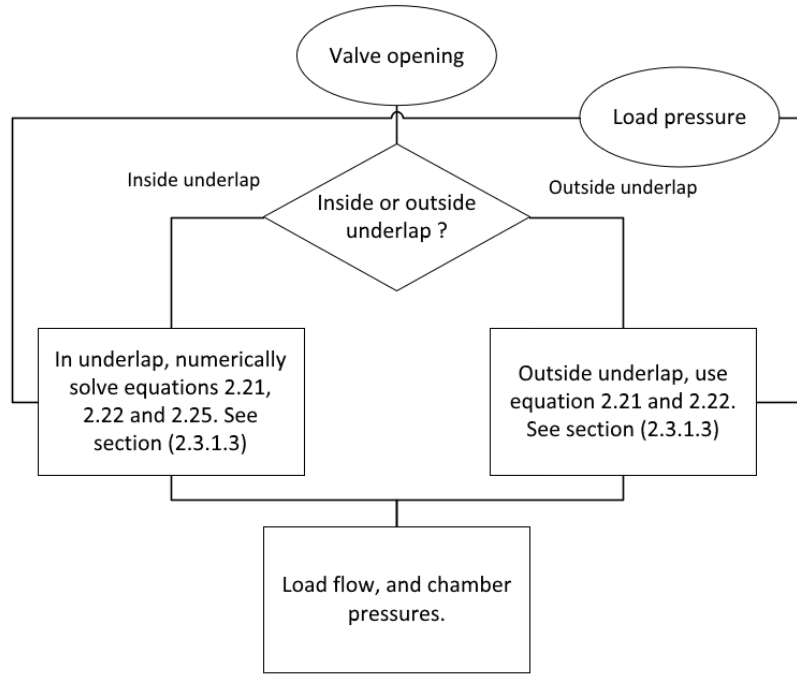 Valve opening
Load pressure
Inside underlap
Outside underlap
Inside or outside
underlap ?
In underlap, numerically
solve equations 2.21,
2.22 and 2.25. See
section (2.3.1.3)
Outside underlap, use
equation 2.21 and 2.22.
See section (2.3.1.3)
Load flow, and chamber
pressures.